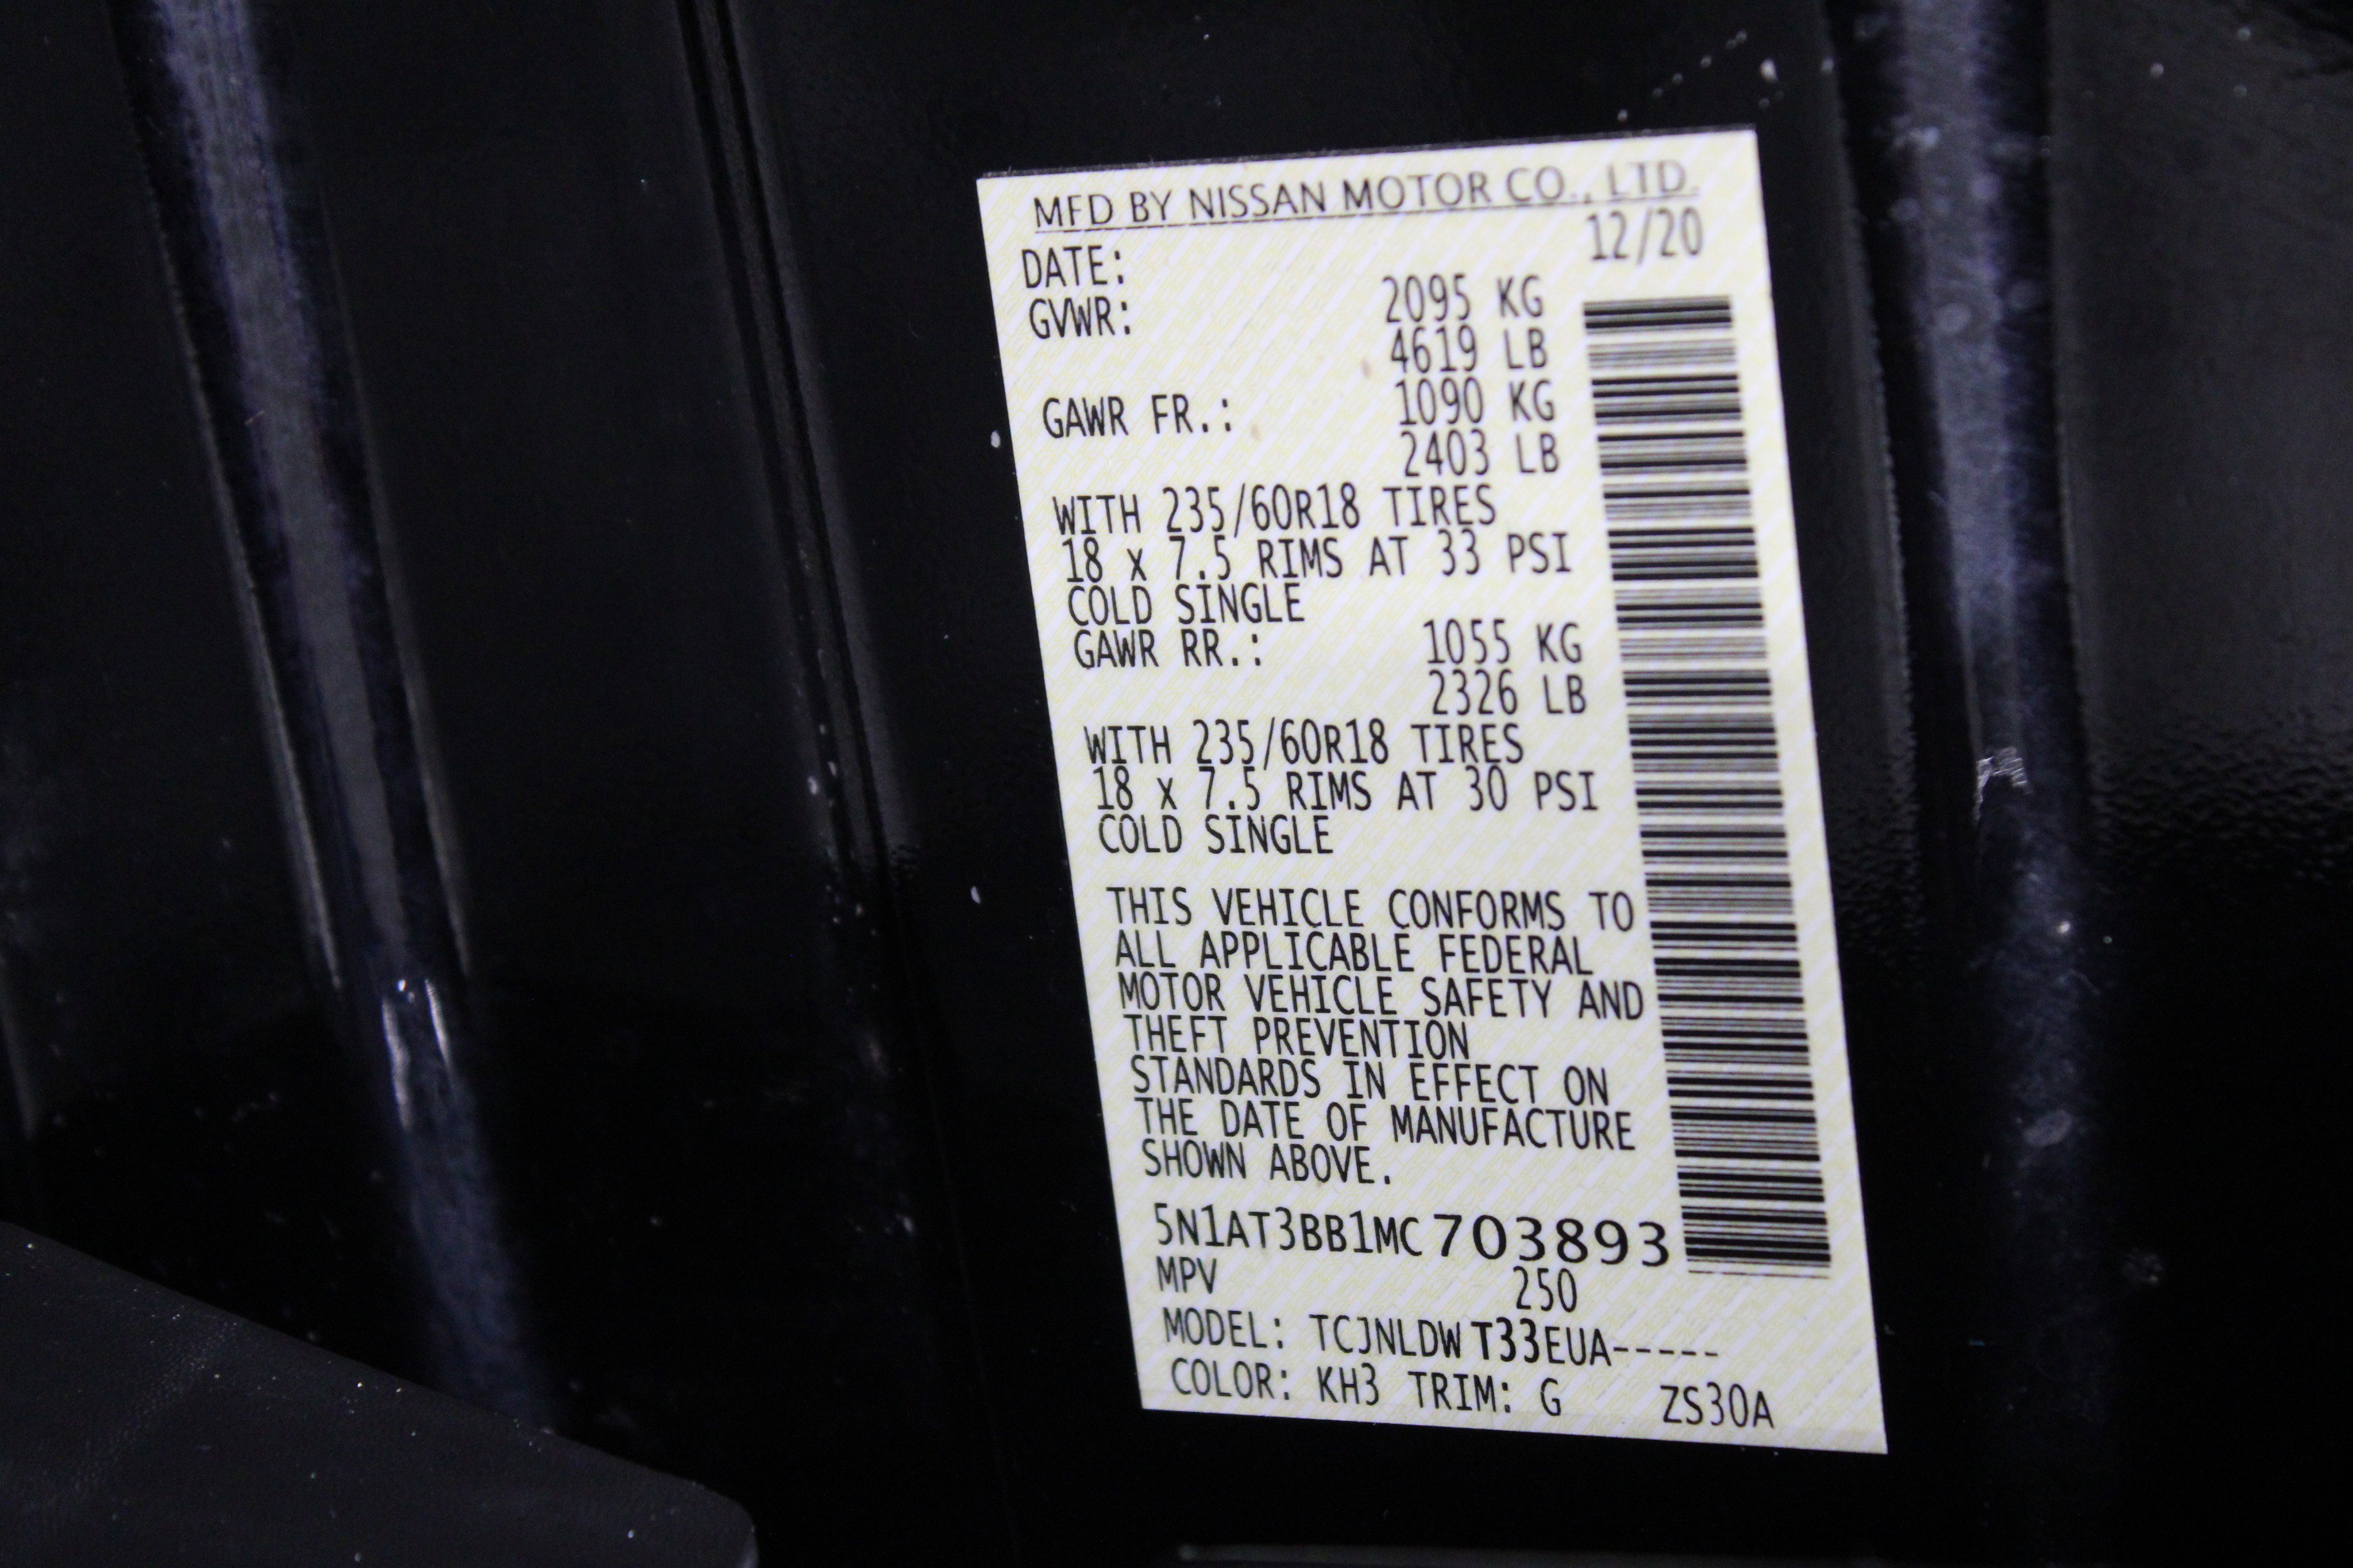 MFD BY NISSAN MOTOR CO., LTD.
DATE: 12/20
GVWR: 2095 KG
4619 LB
GAWR FR.: 1090 KG
2403 LB
WITH 235/60R18 TIRES
18 x 7.5 RIMS AT 33 PSI
COLD SINGLE
GAWR RR.: 1055 KG
2326 LB
WITH 235/60R18 TIRES
18 x 7.5 RIMS AT 30 PSI
COLD SINGLE
THIS VEHICLE CONFORMS TO
ALL APPLICABLE FEDERAL
MOTOR VEHICLE SAFETY AND
THEFT PREVENTION
STANDARDS IN EFFECT ON
THE DATE OF MANUFACTURE
SHOWN ABOVE.
5N1AT3BB1MC703893
MPV 250
MODEL: TCJNLDWT33EUA-----
COLOR: KH3 TRIM: G ZS30A